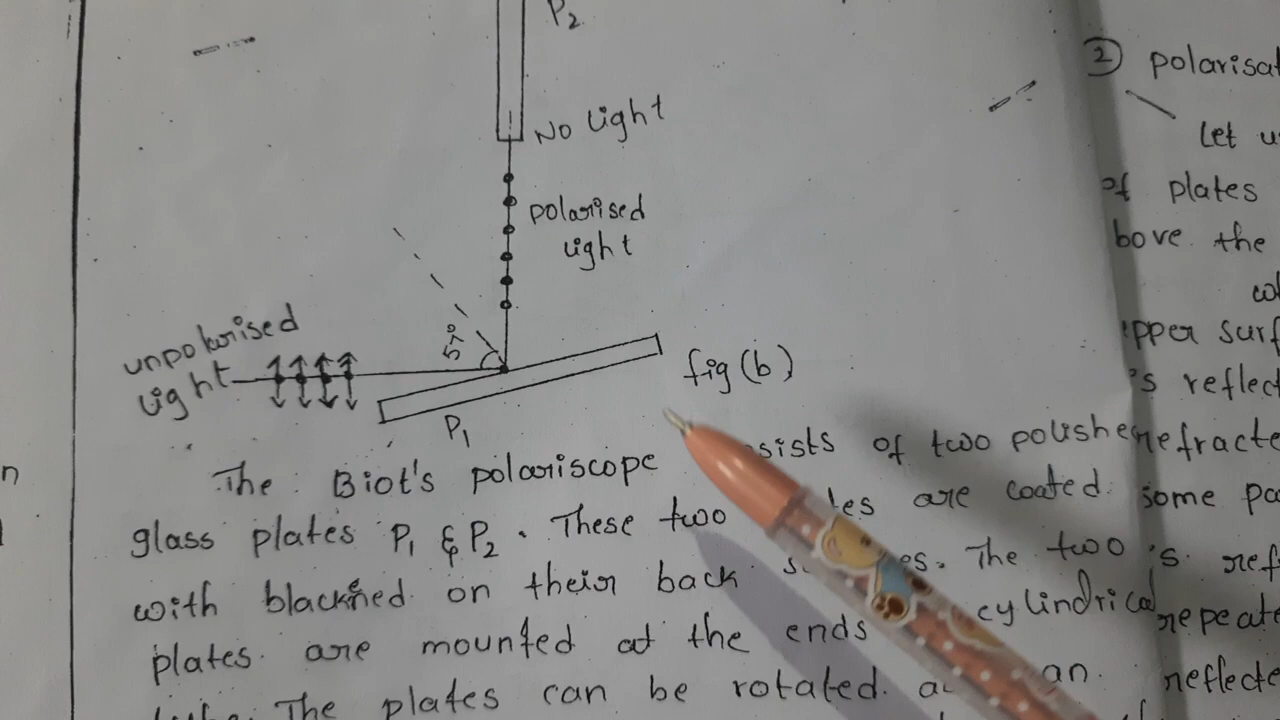 P2
No light
polarised
light
57°
unpolarised
light
P1
fig (b)
The Biot's polariscope sists of two polishe
glass plates P1 & P2. These two are coated.
with blackned on their back The two
plates are mounted at the ends cylindrical
The plates can be rotated an
② polarisat
Let u
of plates
bove the
upper surf
's reflect
refracte
some pa
's ref
repeate
reflecte